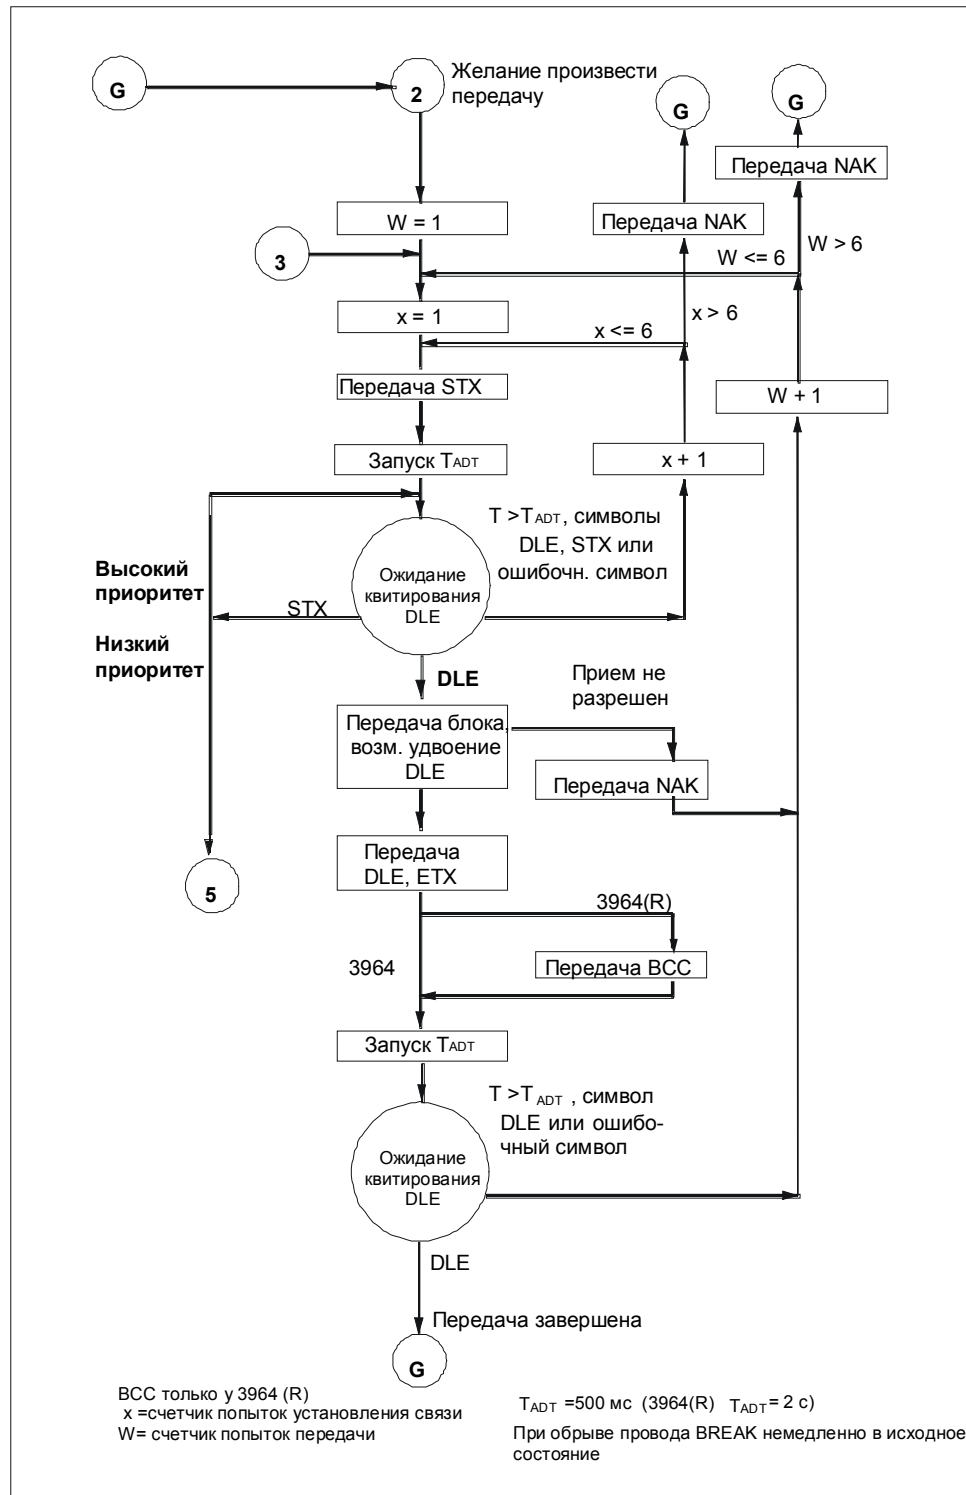 G
2
Желание произвести
передачу
G
G
Передача NAK
W = 1
Передача NAK
3
W <= 6
W > 6
x = 1
x <= 6
x > 6
Передача STX
W + 1
Запуск TADT
x + 1
T >TADT, символы
DLE, STX или
ошибочн. символ
Высокий
приоритет
Ожидание
квитирования
DLE
STX
Низкий
приоритет
DLE
Прием не
разрешен
Передача блока,
возм. удвоение
DLE
Передача NAK
Передача
DLE, ETX
5
3964(R)
3964
Передача BCC
Запуск TADT
T >TADT , символ
DLE или ошибо-
чный символ
Ожидание
квитирования
DLE
DLE
Передача завершена
G
BCC только у 3964 (R)
x =счетчик попыток установления связи
W= счетчик попыток передачи
TADT =500 мс (3964(R) TADT= 2 с)
При обрыве провода BREAK немедленно в исходное
состояние